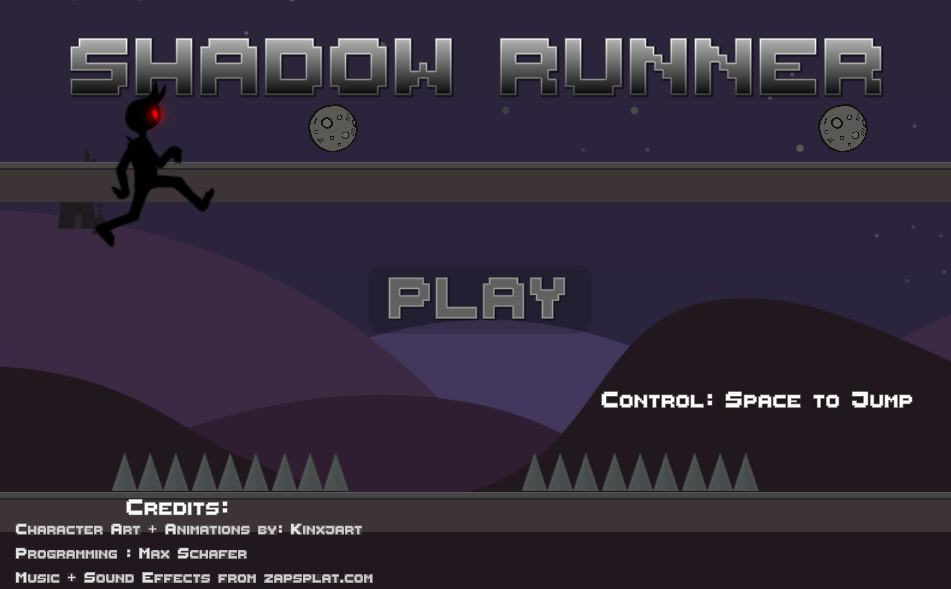 SHADOW RUNNER
PLAY
Control: Space to Jump
Credits:
Character Art + Animations by: Kinxjart
Programming : Max Schafer
Music + Sound Effects from zapsplat.com